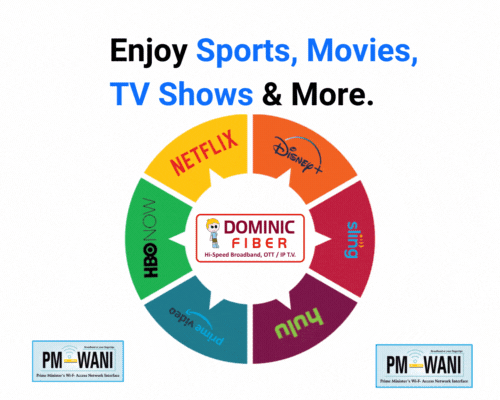 Enjoy Sports, Movies,
TV Shows & More.
NETFLIX
Disney+
HBO NOW
sling
DOMINIC
FIBER
Hi-Speed Broadband, OTT / IP T.V.
prime video
hulu
PM WANI
Prime Minister's Wi-Fi Access Network Interface
PM WANI
Prime Minister's Wi-Fi Access Network Interface